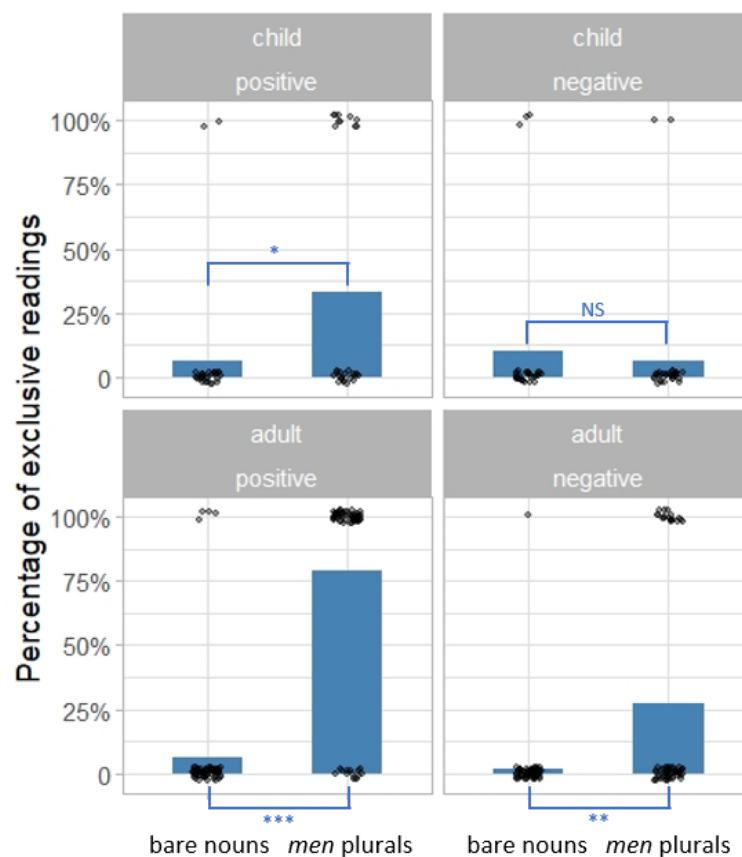 child
positive
child
negative
Percentage of exclusive readings
100%
75%
50%
25%
0
*
NS
adult
positive
adult
negative
100%
75%
50%
25%
0
***
**
bare nouns men plurals
bare nouns men plurals